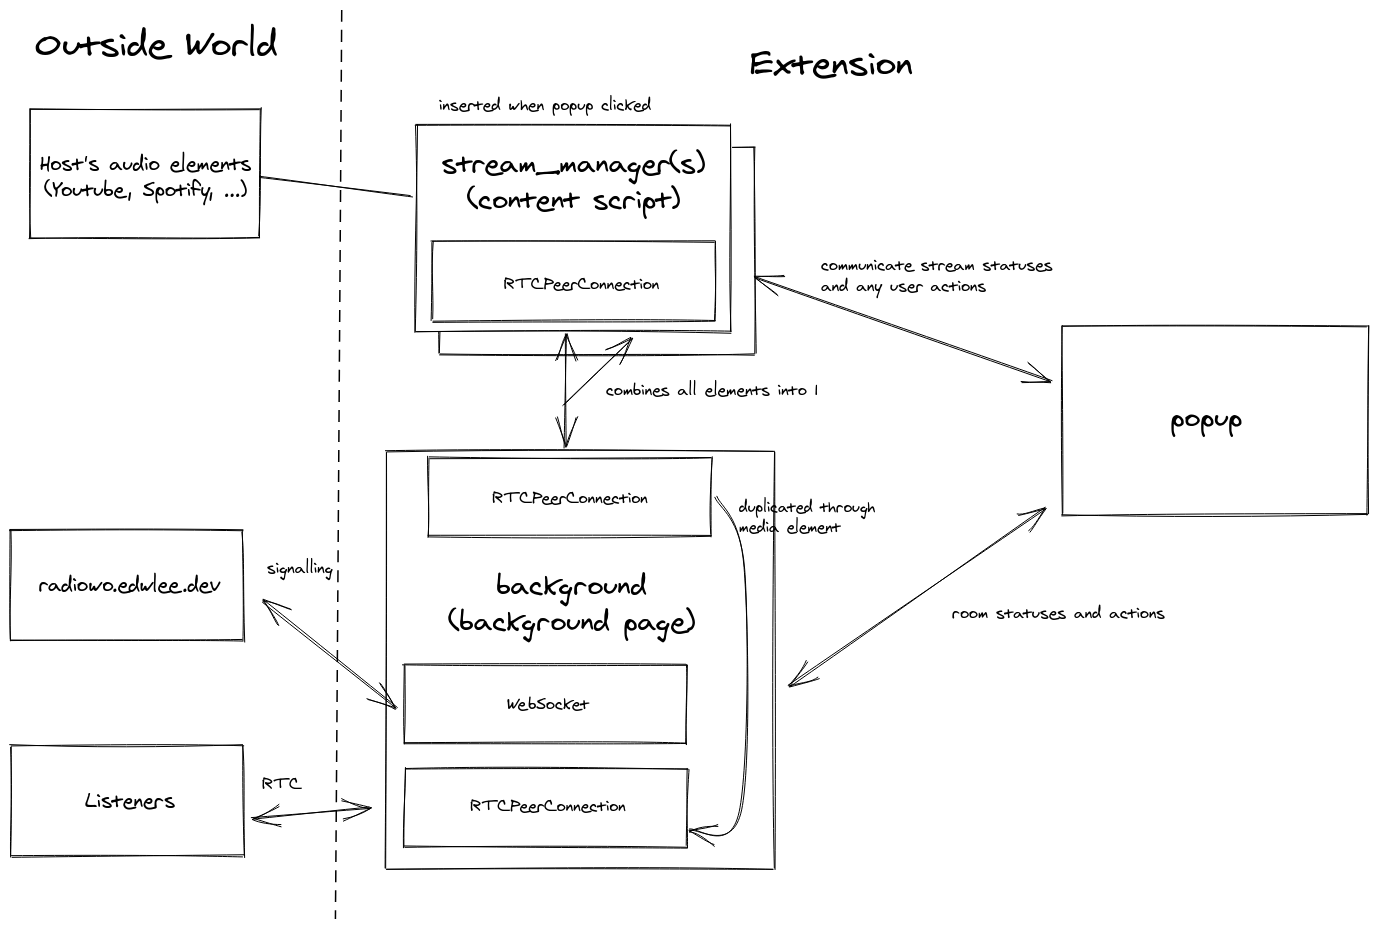 Outside World
Extension
inserted when popup clicked
Host's audio elements
(Youtube, Spotify, ...)
stream_manager(s)
(content script)
RTCPeerConnection
communicate stream statuses
and any user actions
combines all elements into 1
popup
RTCPeerConnection
duplicated through
media element
signalling
radiowo.edwlee.dev
background
(background page)
room statuses and actions
WebSocket
RTC
Listeners
RTCPeerConnection